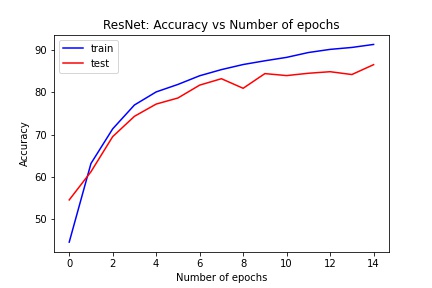 ResNet: Accuracy vs Number of epochs
train
test
90
80
70
60
50
Accuracy
0 2 4 6 8 10 12 14
Number of epochs